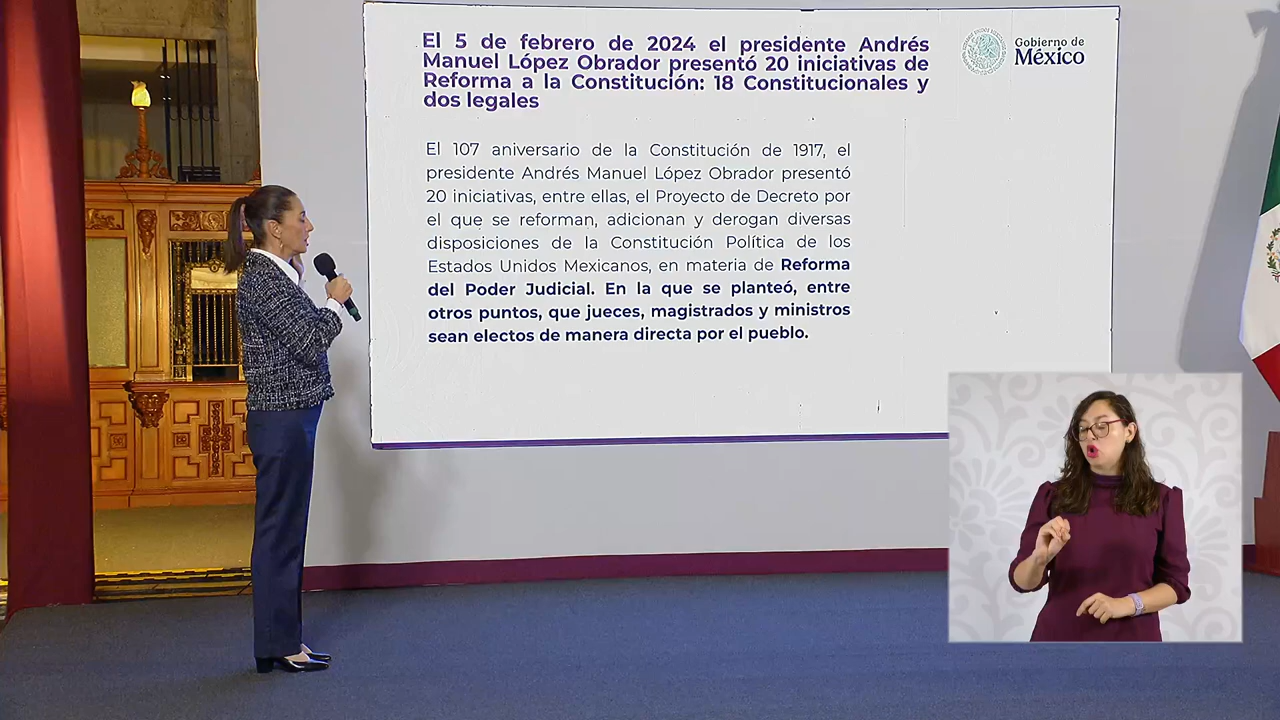 El 5 de febrero de 2024 el presidente Andrés
Manuel López Obrador presentó 20 iniciativas de
Reforma a la Constitución: 18 Constitucionales y
dos legales
Gobierno de
México
El 107 aniversario de la Constitución de 1917, el
presidente Andrés Manuel López Obrador presentó
20 iniciativas, entre ellas, el Proyecto de Decreto por
el que se reforman, adicionan y derogan diversas
disposiciones de la Constitución Política de los
Estados Unidos Mexicanos, en materia de Reforma
del Poder Judicial. En la que se planteó, entre
otros puntos, que jueces, magistrados y ministros
sean electos de manera directa por el pueblo.